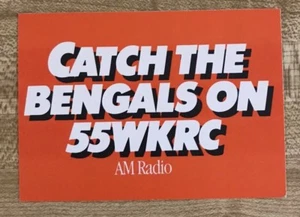 CATCH THE
BENGALS ON
55WKRC
AM Radio